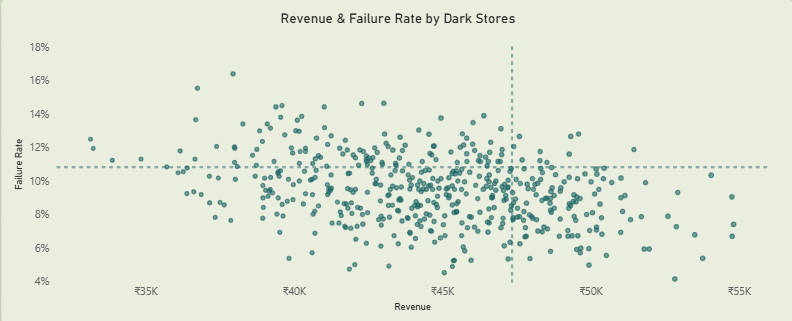 Revenue & Failure Rate by Dark Stores
18%
16%
14%
12%
10%
8%
6%
4%
Failure Rate
₹35K
₹40K
₹45K
₹50K
₹55K
Revenue